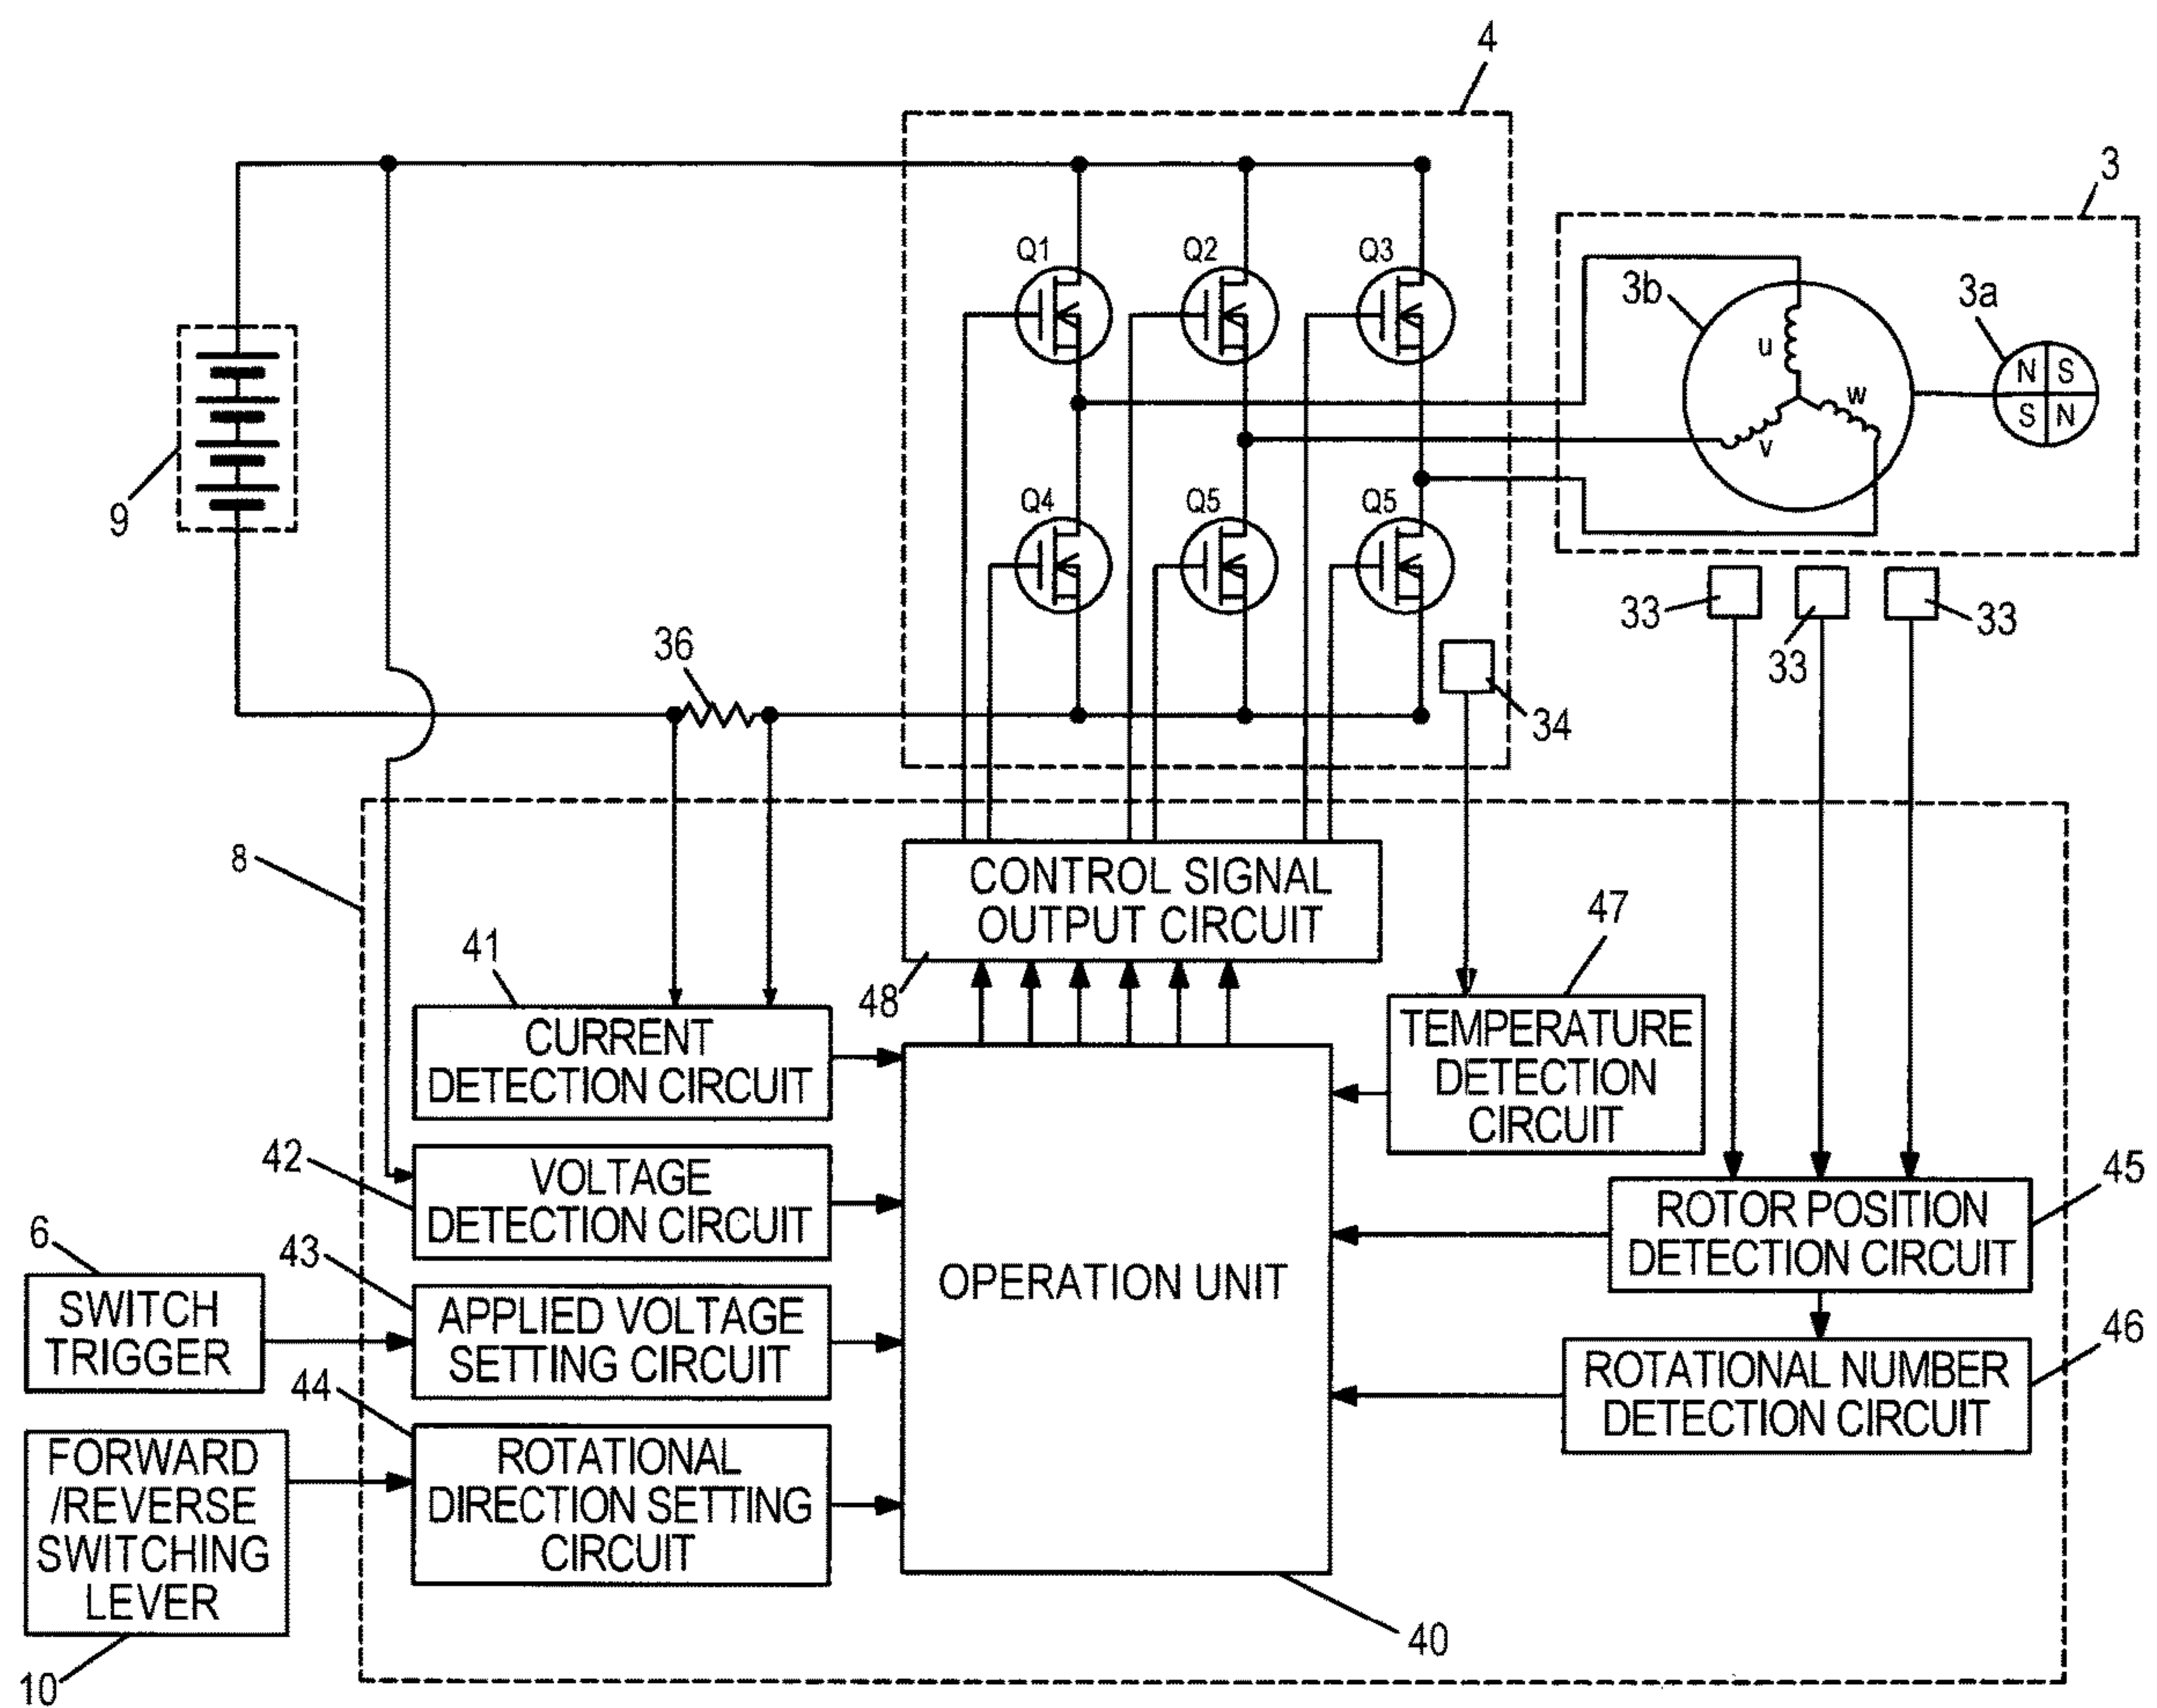 4
3
Q1
Q2
Q3
3b
3a
u
w
v
N
S
S
N
9
Q4
Q5
Q5
36
33
33
33
34
8
CONTROL SIGNAL
OUTPUT CIRCUIT
48
47
41
CURRENT
DETECTION CIRCUIT
TEMPERATURE
DETECTION
CIRCUIT
42
VOLTAGE
DETECTION CIRCUIT
45
ROTOR POSITION
DETECTION CIRCUIT
6
SWITCH
TRIGGER
43
APPLIED VOLTAGE
SETTING CIRCUIT
OPERATION UNIT
46
ROTATIONAL NUMBER
DETECTION CIRCUIT
44
FORWARD
/REVERSE
SWITCHING
LEVER
ROTATIONAL
DIRECTION SETTING
CIRCUIT
40
10